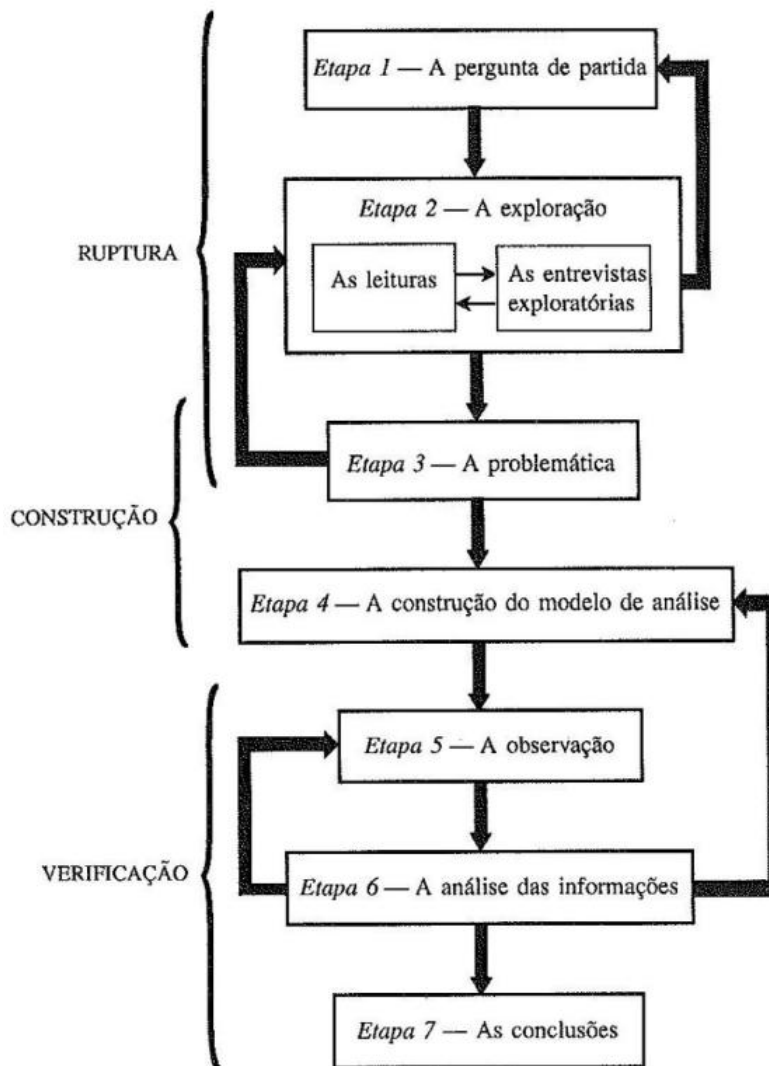 Etapa 1 — A pergunta de partida
Etapa 2 — A exploração
RUPTURA
As leituras
As entrevistas
exploratórias
Etapa 3 — A problemática
CONSTRUÇÃO
Etapa 4 — A construção do modelo de análise
Etapa 5 — A observação
VERIFICAÇÃO
Etapa 6 — A análise das informações
Etapa 7 — As conclusões